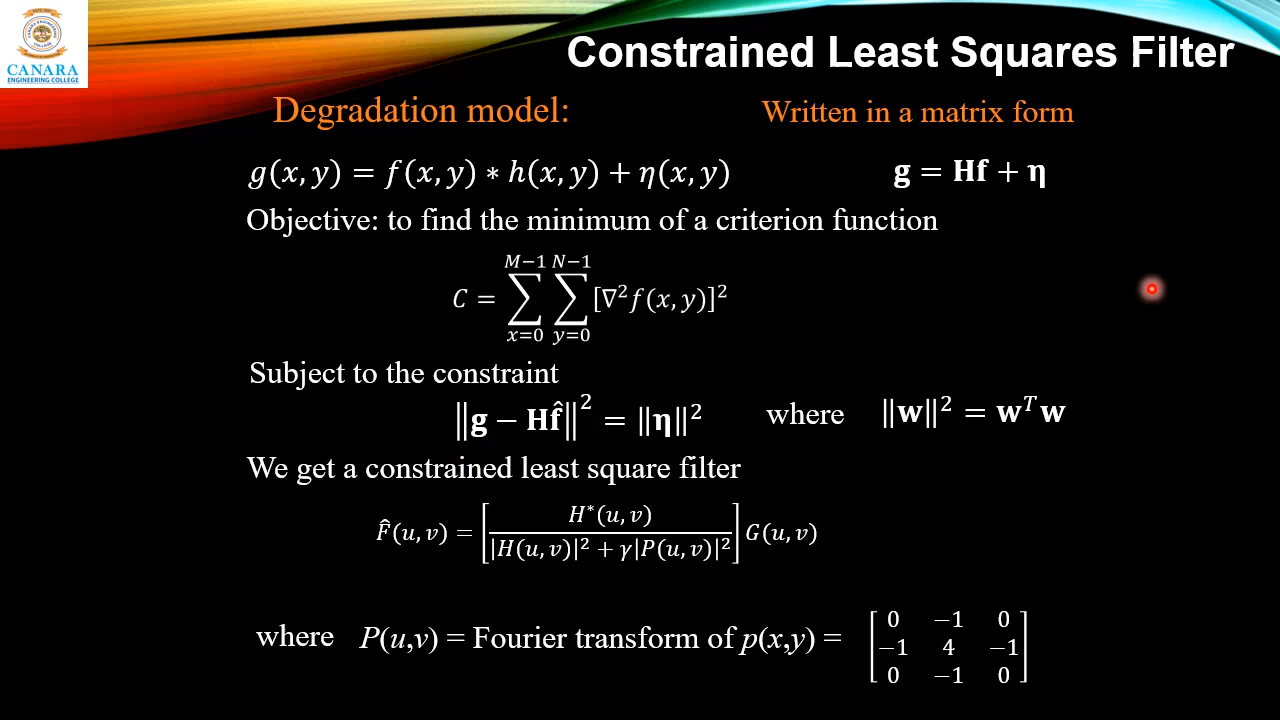 CANARA
ENGINEERING COLLEGE
Constrained Least Squares Filter
Degradation model:
Written in a matrix form
g(x, y) = f(x, y) ∗ h(x, y) + η(x, y)
g = Hf + η
Objective: to find the minimum of a criterion function
C = ∑_{x=0}^{M−1} ∑_{y=0}^{N−1} [∇²f(x, y)]²
Subject to the constraint
‖g − Hf̂‖² = ‖η‖² where ‖w‖² = wᵀw
We get a constrained least square filter
F̂(u, v) = [H*(u, v) / (|H(u, v)|² + γ|P(u, v)|²)] G(u, v)
where P(u,v) = Fourier transform of p(x,y) =
0 −1 0
−1 4 −1
0 −1 0